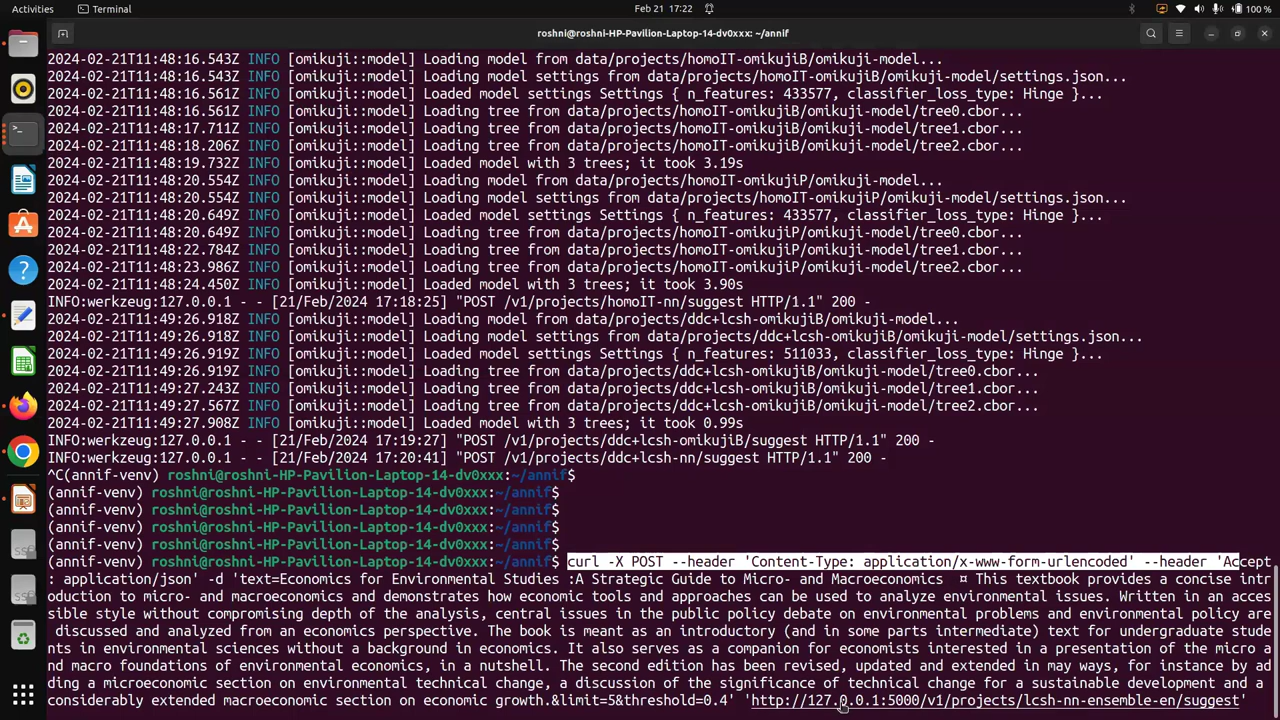 Activities
Terminal
Feb 21 17:22
100 %
roshni@roshni-HP-Pavilion-Laptop-14-dv0xxx: ~/annif
2024-02-21T11:48:16.543Z INFO [omikuji::model] Loading model from data/projects/homoIT-omikujiB/omikuji-model...
2024-02-21T11:48:16.543Z INFO [omikuji::model] Loading model settings from data/projects/homoIT-omikujiB/omikuji-model/settings.json...
2024-02-21T11:48:16.561Z INFO [omikuji::model] Loaded model settings Settings { n_features: 433577, classifier_loss_type: Hinge }...
2024-02-21T11:48:16.561Z INFO [omikuji::model] Loading tree from data/projects/homoIT-omikujiB/omikuji-model/tree0.cbor...
2024-02-21T11:48:17.711Z INFO [omikuji::model] Loading tree from data/projects/homoIT-omikujiB/omikuji-model/tree1.cbor...
2024-02-21T11:48:18.206Z INFO [omikuji::model] Loading tree from data/projects/homoIT-omikujiB/omikuji-model/tree2.cbor...
2024-02-21T11:48:19.732Z INFO [omikuji::model] Loaded model with 3 trees; it took 3.19s
2024-02-21T11:48:20.554Z INFO [omikuji::model] Loading model from data/projects/homoIT-omikujiP/omikuji-model...
2024-02-21T11:48:20.554Z INFO [omikuji::model] Loading model settings from data/projects/homoIT-omikujiP/omikuji-model/settings.json...
2024-02-21T11:48:20.649Z INFO [omikuji::model] Loaded model settings Settings { n_features: 433577, classifier_loss_type: Hinge }...
2024-02-21T11:48:20.649Z INFO [omikuji::model] Loading tree from data/projects/homoIT-omikujiP/omikuji-model/tree0.cbor...
2024-02-21T11:48:22.784Z INFO [omikuji::model] Loading tree from data/projects/homoIT-omikujiP/omikuji-model/tree1.cbor...
2024-02-21T11:48:23.986Z INFO [omikuji::model] Loading tree from data/projects/homoIT-omikujiP/omikuji-model/tree2.cbor...
2024-02-21T11:48:24.450Z INFO [omikuji::model] Loaded model with 3 trees; it took 3.90s
INFO:werkzeug:127.0.0.1 - - [21/Feb/2024 17:18:25] "POST /v1/projects/homoIT-nn/suggest HTTP/1.1" 200 -
2024-02-21T11:49:26.918Z INFO [omikuji::model] Loading model from data/projects/ddc+lcsh-omikujiB/omikuji-model...
2024-02-21T11:49:26.918Z INFO [omikuji::model] Loading model settings from data/projects/ddc+lcsh-omikujiB/omikuji-model/settings.json...
2024-02-21T11:49:26.919Z INFO [omikuji::model] Loaded model settings Settings { n_features: 511033, classifier_loss_type: Hinge }...
2024-02-21T11:49:26.919Z INFO [omikuji::model] Loading tree from data/projects/ddc+lcsh-omikujiB/omikuji-model/tree0.cbor...
2024-02-21T11:49:27.243Z INFO [omikuji::model] Loading tree from data/projects/ddc+lcsh-omikujiB/omikuji-model/tree1.cbor...
2024-02-21T11:49:27.567Z INFO [omikuji::model] Loading tree from data/projects/ddc+lcsh-omikujiB/omikuji-model/tree2.cbor...
2024-02-21T11:49:27.908Z INFO [omikuji::model] Loaded model with 3 trees; it took 0.99s
INFO:werkzeug:127.0.0.1 - - [21/Feb/2024 17:19:27] "POST /v1/projects/ddc+lcsh-omikujiB/suggest HTTP/1.1" 200 -
INFO:werkzeug:127.0.0.1 - - [21/Feb/2024 17:20:41] "POST /v1/projects/ddc+lcsh-nn/suggest HTTP/1.1" 200 -
^C(annif-venv) roshni@roshni-HP-Pavilion-Laptop-14-dv0xxx:~/annif$
(annif-venv) roshni@roshni-HP-Pavilion-Laptop-14-dv0xxx:~/annif$
(annif-venv) roshni@roshni-HP-Pavilion-Laptop-14-dv0xxx:~/annif$
(annif-venv) roshni@roshni-HP-Pavilion-Laptop-14-dv0xxx:~/annif$
(annif-venv) roshni@roshni-HP-Pavilion-Laptop-14-dv0xxx:~/annif$
(annif-venv) roshni@roshni-HP-Pavilion-Laptop-14-dv0xxx:~/annif$ curl -X POST --header 'Content-Type: application/x-www-form-urlencoded' --header 'Accept
: application/json' -d 'text=Economics for Environmental Studies :A Strategic Guide to Micro- and Macroeconomics ¤ This textbook provides a concise intr
oduction to micro- and macroeconomics and demonstrates how economic tools and approaches can be used to analyze environmental issues. Written in an acces
sible style without compromising depth of the analysis, central issues in the public policy debate on environmental problems and environmental policy are
discussed and analyzed from an economics perspective. The book is meant as an introductory (and in some parts intermediate) text for undergraduate stude
nts in environmental sciences without a background in economics. It also serves as a companion for economists interested in a presentation of the micro a
nd macro foundations of environmental economics, in a nutshell. The second edition has been revised, updated and extended in may ways, for instance by ad
ding a microeconomic section on environmental technical change, a discussion of the significance of technical change for a sustainable development and a
considerably extended macroeconomic section on economic growth.&limit=5&threshold=0.4' 'http://127.0.0.1:5000/v1/projects/lcsh-nn-ensemble-en/suggest'